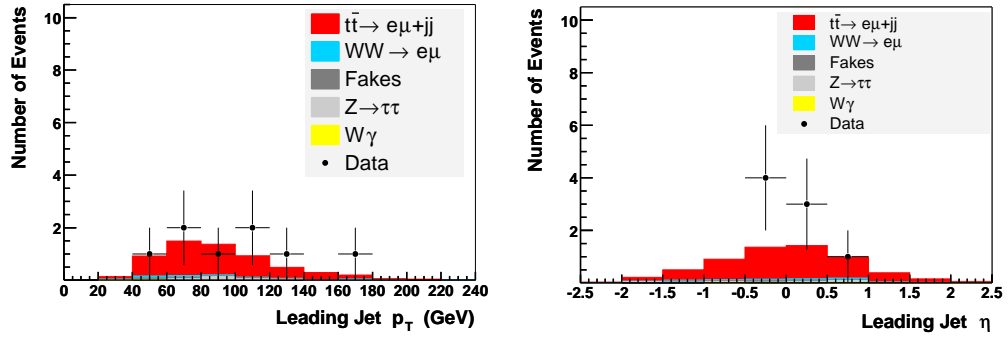 Number of Events
10
8
6
4
2
0 20 40 60 80 100 120 140 160 180 200 220 240
Leading Jet p_T (GeV)
tt̄→ eμ+jj
WW→ eμ
Fakes
Z→ττ
Wγ
Data
Number of Events
10
8
6
4
2
0
-2.5 -2 -1.5 -1 -0.5 0 0.5 1 1.5 2 2.5
Leading Jet η
tt̄→ eμ+jj
WW→ eμ
Fakes
Z→ττ
Wγ
Data